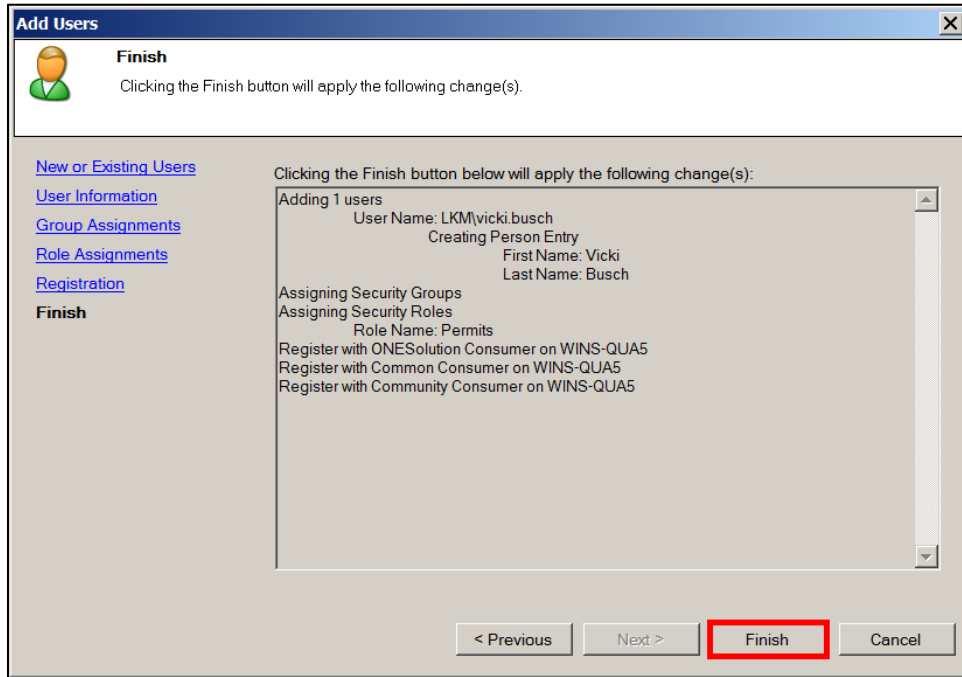 Add Users
Finish
Clicking the Finish button will apply the following change(s).
New or Existing Users
User Information
Group Assignments
Role Assignments
Registration
Finish
Clicking the Finish button below will apply the following change(s):
Adding 1 users
User Name: LKM\vicki.busch
Creating Person Entry
First Name: Vicki
Last Name: Busch
Assigning Security Groups
Assigning Security Roles
Role Name: Permits
Register with ONESolution Consumer on WINS-QUA5
Register with Common Consumer on WINS-QUA5
Register with Community Consumer on WINS-QUA5
< Previous
Next >
Finish
Cancel